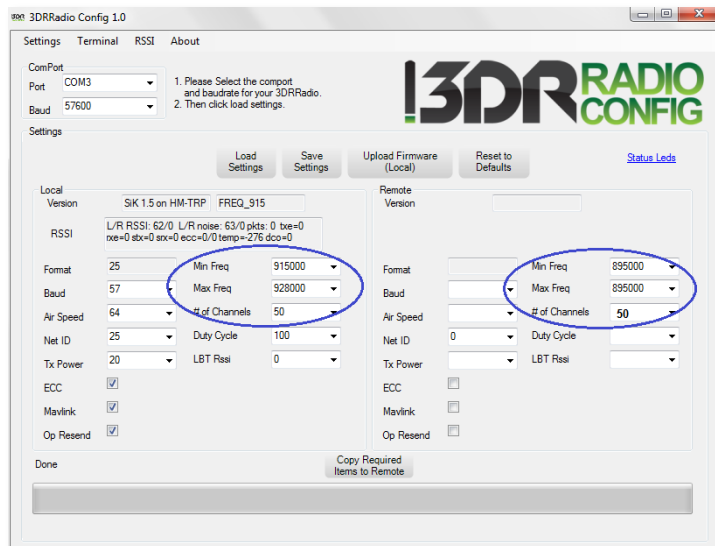 3DRRadio Config 1.0
Settings Terminal RSSI About
ComPort
Port COM3
Baud 57600
1. Please Select the comport
and baudrate for your 3DRRadio.
2. Then click load settings.
3DR RADIO
CONFIG
Settings
Load Settings
Save Settings
Upload Firmware (Local)
Reset to Defaults
Status Leds
Local
Version SiK 1.5 on HM-TRP FREQ_915
RSSI
L/R RSSI: 62/0 L/R noise: 63/0 pkts: 0 txe=0
rxe=0 stx=0 srx=0 ecc=0/0 temp=-276 dco=0
Format 25 Min Freq 915000
Baud 57 Max Freq 928000
Air Speed 64 # of Channels 50
Net ID 25 Duty Cycle 100
Tx Power 20 LBT Rssi 0
ECC
Mavlink
Op Resend
Remote
Version
Format Min Freq 895000
Baud Max Freq 895000
Air Speed # of Channels 50
Net ID 0 Duty Cycle
Tx Power LBT Rssi
ECC
Mavlink
Op Resend
Done
Copy Required
Items to Remote